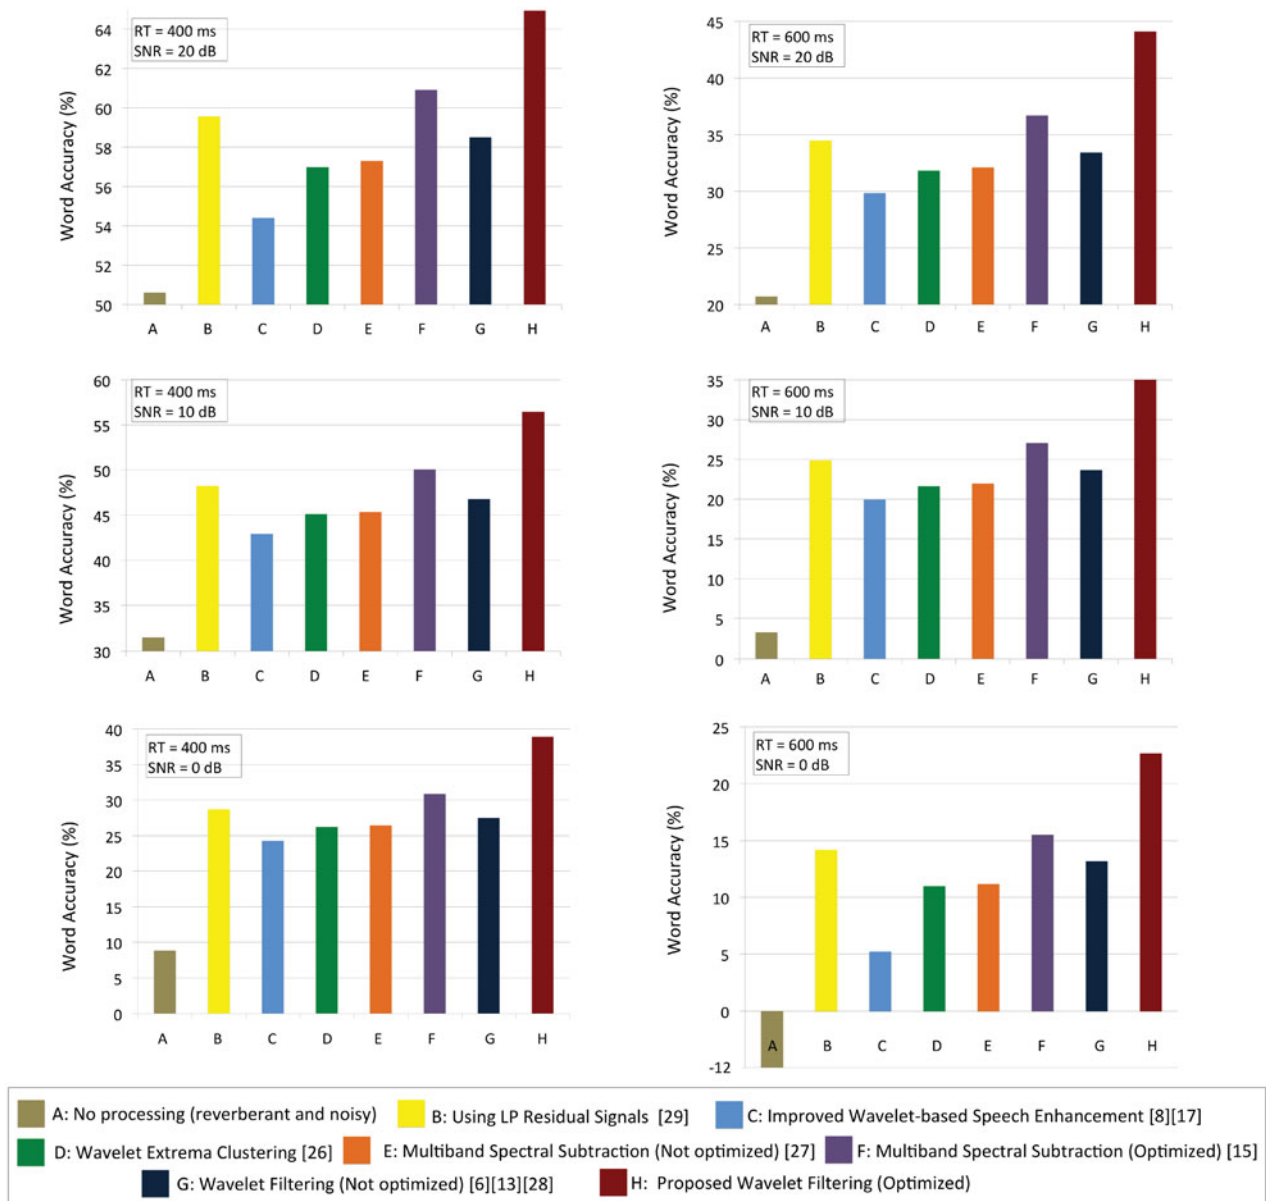 RT = 400 ms
SNR = 20 dB
Word Accuracy (%)
64
62
60
58
56
54
52
50
A B C D E F G H
RT = 600 ms
SNR = 20 dB
Word Accuracy (%)
45
40
35
30
25
20
A B C D E F G H
RT = 400 ms
SNR = 10 dB
Word Accuracy (%)
60
55
50
45
40
35
30
A B C D E F G H
RT = 600 ms
SNR = 10 dB
Word Accuracy (%)
35
30
25
20
15
10
5
0
A B C D E F G H
RT = 400 ms
SNR = 0 dB
Word Accuracy (%)
40
35
30
25
20
15
10
5
0
A B C D E F G H
RT = 600 ms
SNR = 0 dB
Word Accuracy (%)
25
20
15
10
5
0
-12
A B C D E F G H
A: No processing (reverberant and noisy) B: Using LP Residual Signals [29] C: Improved Wavelet-based Speech Enhancement [8][17]
D: Wavelet Extrema Clustering [26] E: Multiband Spectral Subtraction (Not optimized) [27] F: Multiband Spectral Subtraction (Optimized) [15]
G: Wavelet Filtering (Not optimized) [6][13][28] H: Proposed Wavelet Filtering (Optimized)